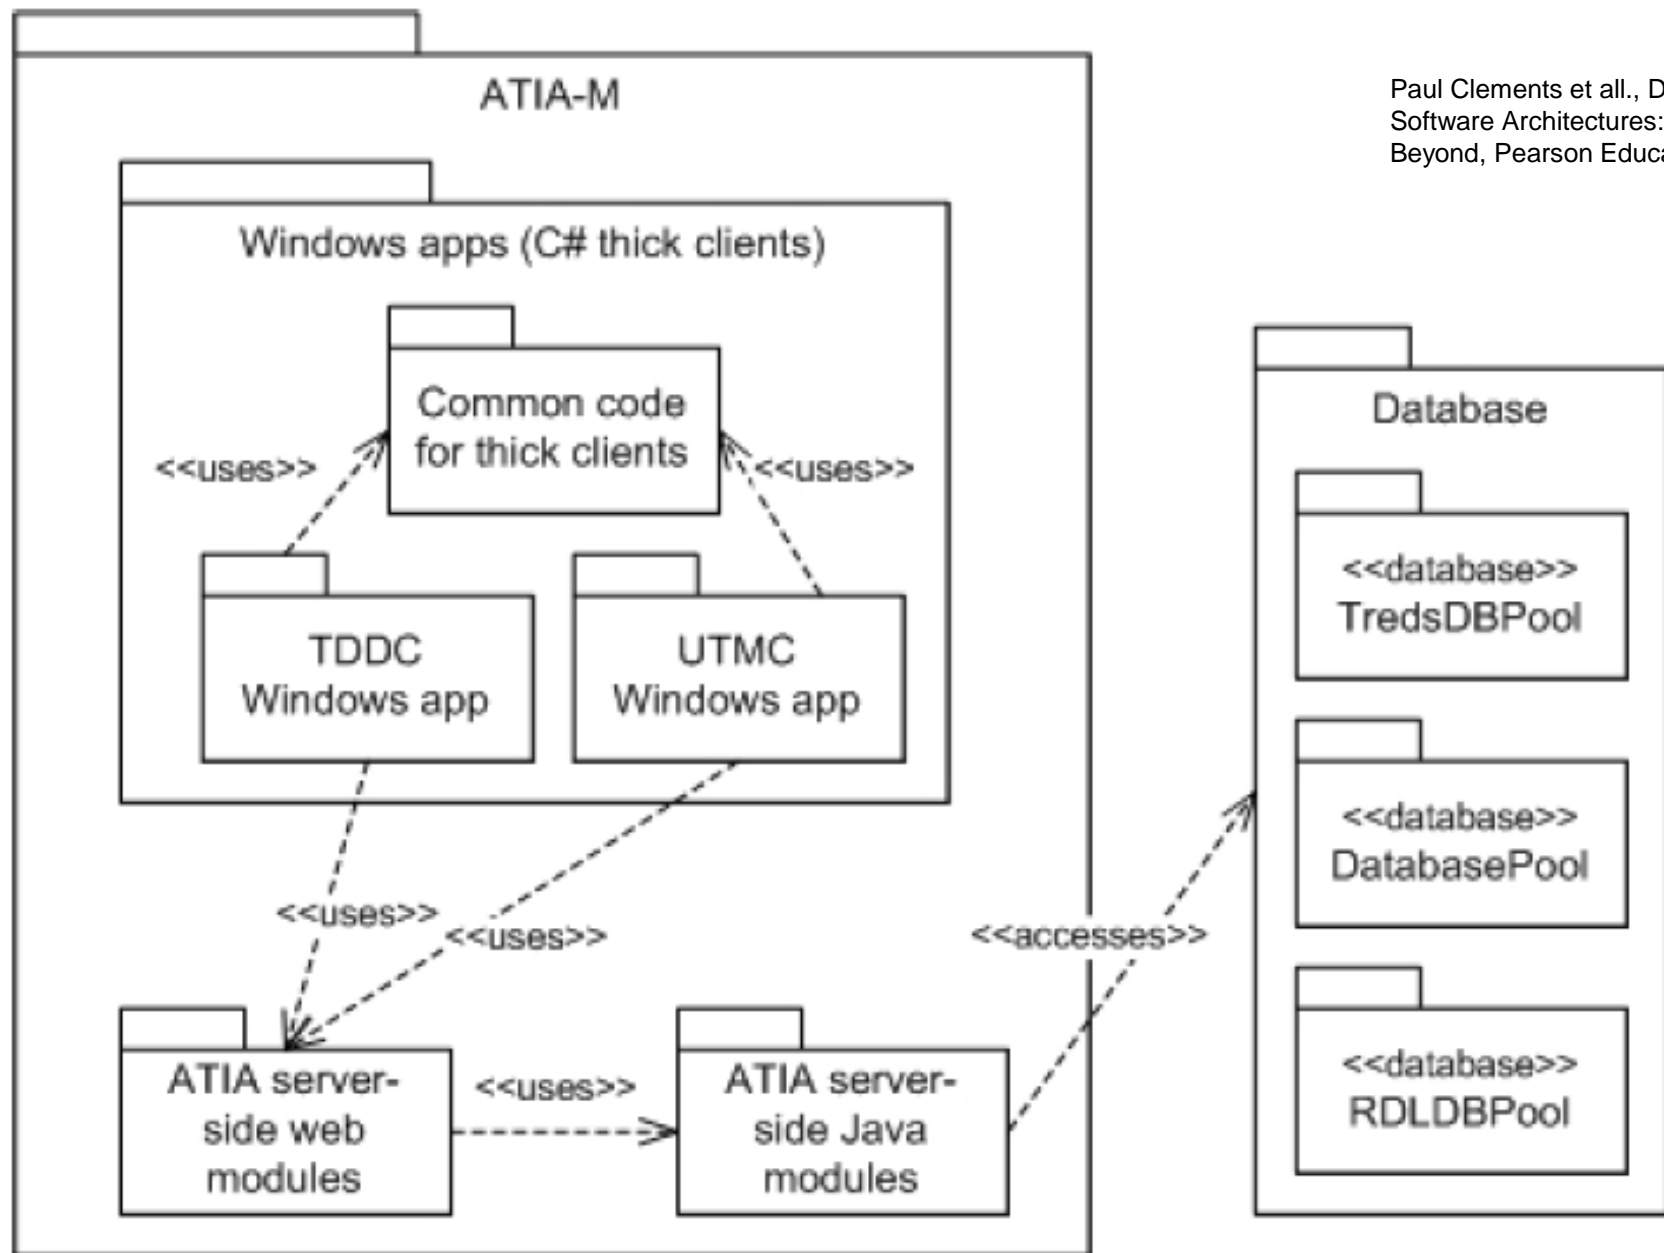 ATIA-M
Paul Clements et all., D
Software Architectures:
Beyond, Pearson Educa
Windows apps (C# thick clients)
Common code
for thick clients
<<uses>>
<<uses>>
TDDC
Windows app
UTMC
Windows app
<<uses>>
<<uses>>
<<accesses>>
ATIA server-
side web
modules
<<uses>>
ATIA server-
side Java
modules
Database
<<database>>
TredsDBPool
<<database>>
DatabasePool
<<database>>
RDLDBPool